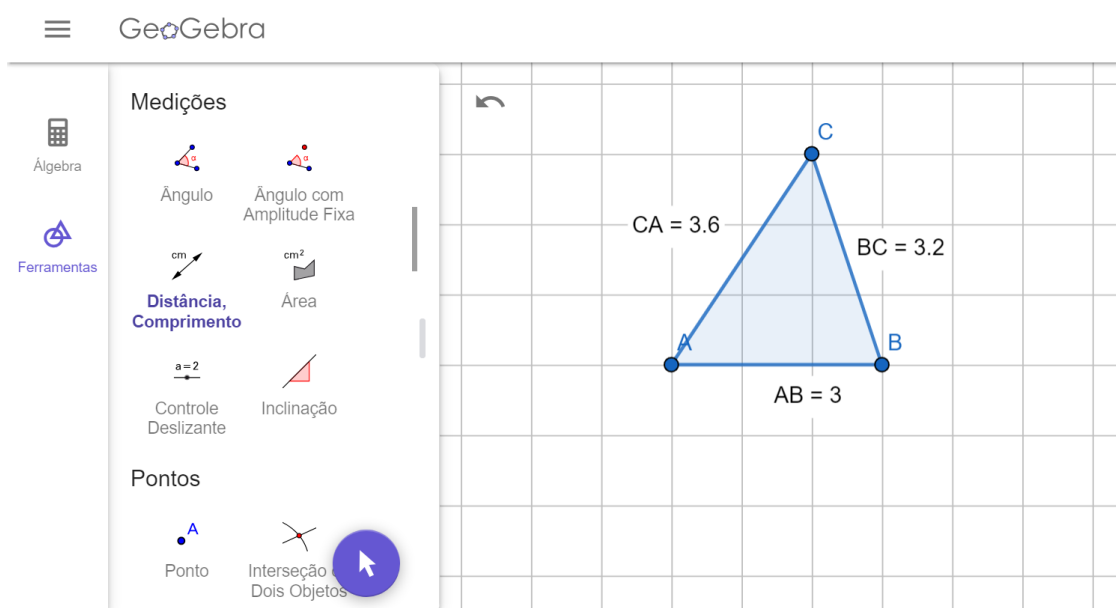 GeoGebra
Álgebra
Ferramentas
Medições
α
Ângulo
α
Ângulo com
Amplitude Fixa
cm
Distância,
Comprimento
cm²
Área
a=2
Controle
Deslizante
Inclinação
Pontos
A
Ponto
Interseção
Dois Objetos
C
CA = 3.6
BC = 3.2
A
B
AB = 3